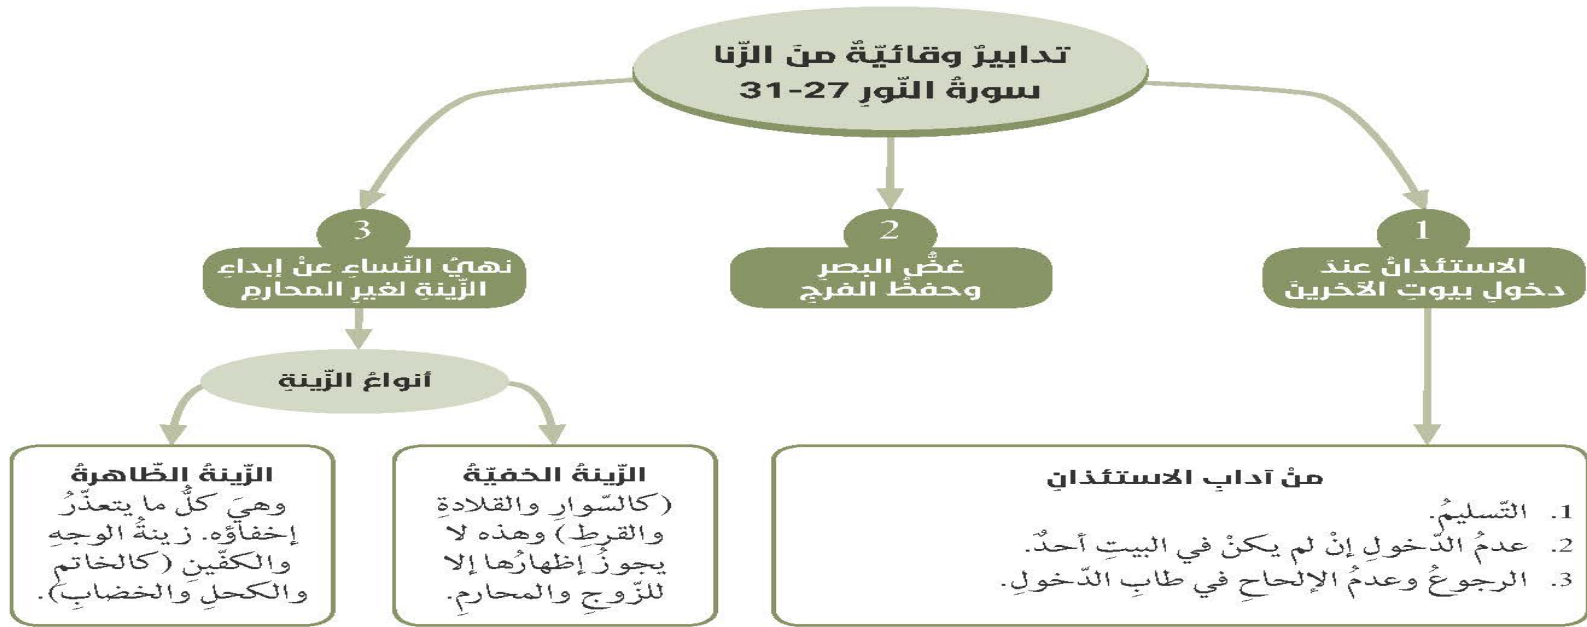 تدابيرٌ وقائيّةٌ منَ الزّنا
سورةُ النّورِ 27-31
1
الاستئذانُ عندَ
دخولِ بيوتِ الآخرينَ
2
غضُّ البصرِ
وحفظُ الفرجِ
3
نهيُ النّساءِ عنْ إبداءِ
الزّينةِ لغيرِ المحارمِ
منْ آدابِ الاستئذانِ
1. التّسليمُ.
2. عدمُ الدّخولِ إنْ لم يكنْ في البيتِ أحدٌ.
3. الرجوعُ وعدمُ الإلحاحِ في طابِ الدّخولِ.
أنواعُ الزّينةِ
الزّينةُ الخفيّةُ
(كالسّوارِ والقلادةِ
والقرطِ) وهذه لا
يجوزُ إظهارُها إلا
للزّوجِ والمحارمِ.
الزّينةُ الظّاهرةُ
وهيَ كلُّ ما يتعذّرُ
إخفاؤه. زينةُ الوجهِ
والكفّينِ (كالخاتمِ
والكحلِ والخضابِ).